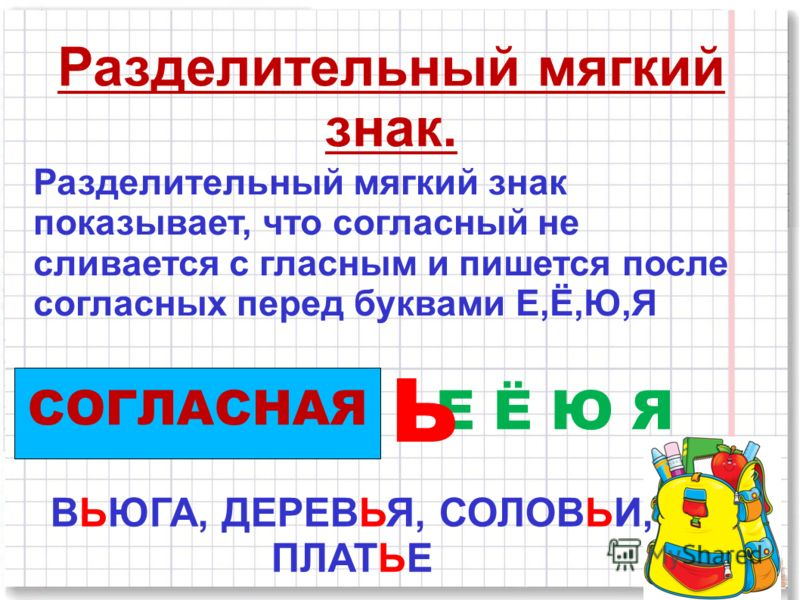 Разделительный мягкий
знак.
Разделительный мягкий знак
показывает, что согласный не
сливается с гласным и пишется после
согласных перед буквами Е,Ё,Ю,Я
СОГЛАСНАЯ Ь Е Ё Ю Я
ВЬЮГА, ДЕРЕВЬЯ, СОЛОВЬИ,
ПЛАТЬЕ
MyShared